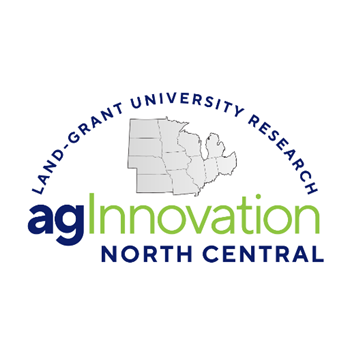 LAND-GRANT UNIVERSITY RESEARCH
agInnovation
NORTH CENTRAL